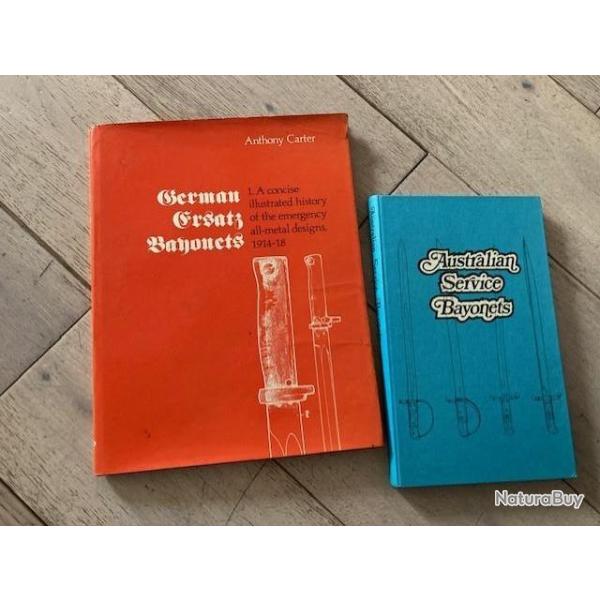 Anthony Carter
German
Ersatz
Bayonets
1. A concise
illustrated history
of the emergency
all-metal designs,
1914-18
Australian
Service
Bayonets
NaturaBuy